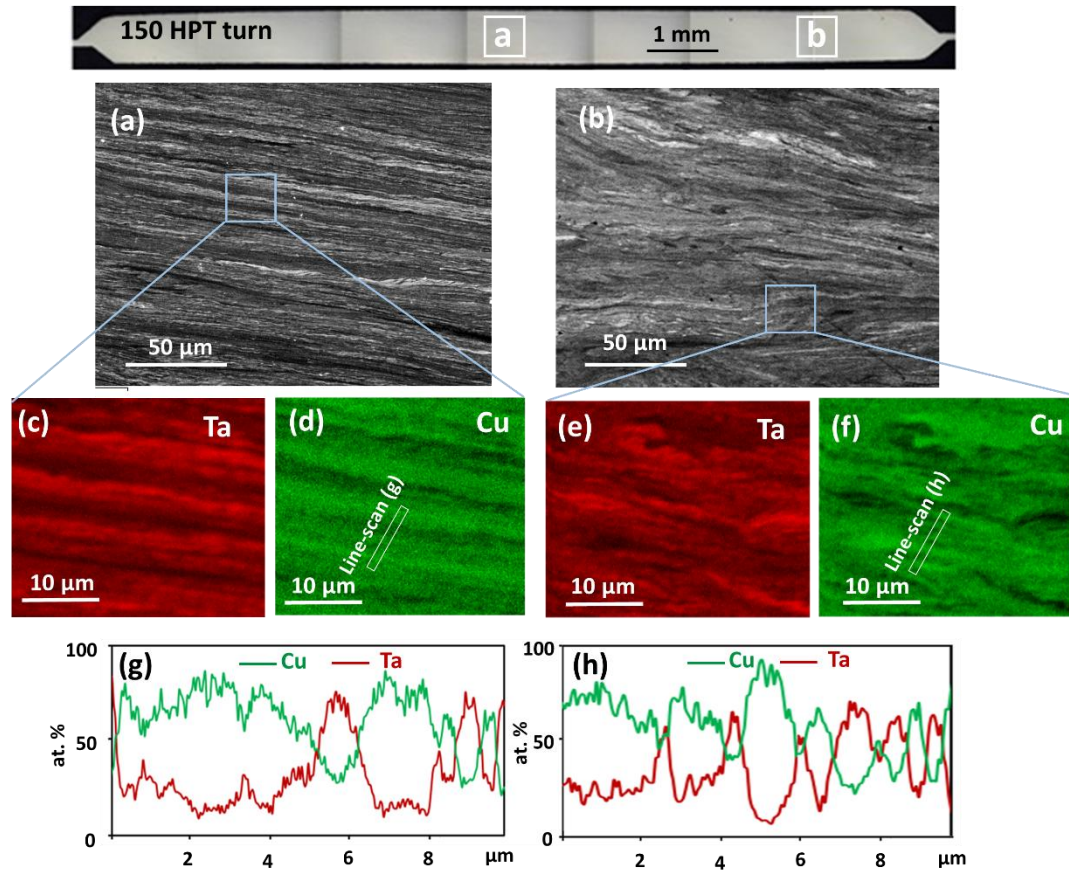 150 HPT turn
a
1 mm
b
(a)
50 µm
(b)
50 µm
(c)
Ta
10 µm
(d)
Cu
Line-scan (g)
10 µm
(e)
Ta
10 µm
(f)
Cu
Line-scan (h)
10 µm
(g)
Cu
Ta
100
50
0
at. %
2
4
6
8
µm
(h)
Cu
Ta
100
50
0
at. %
2
4
6
8
µm